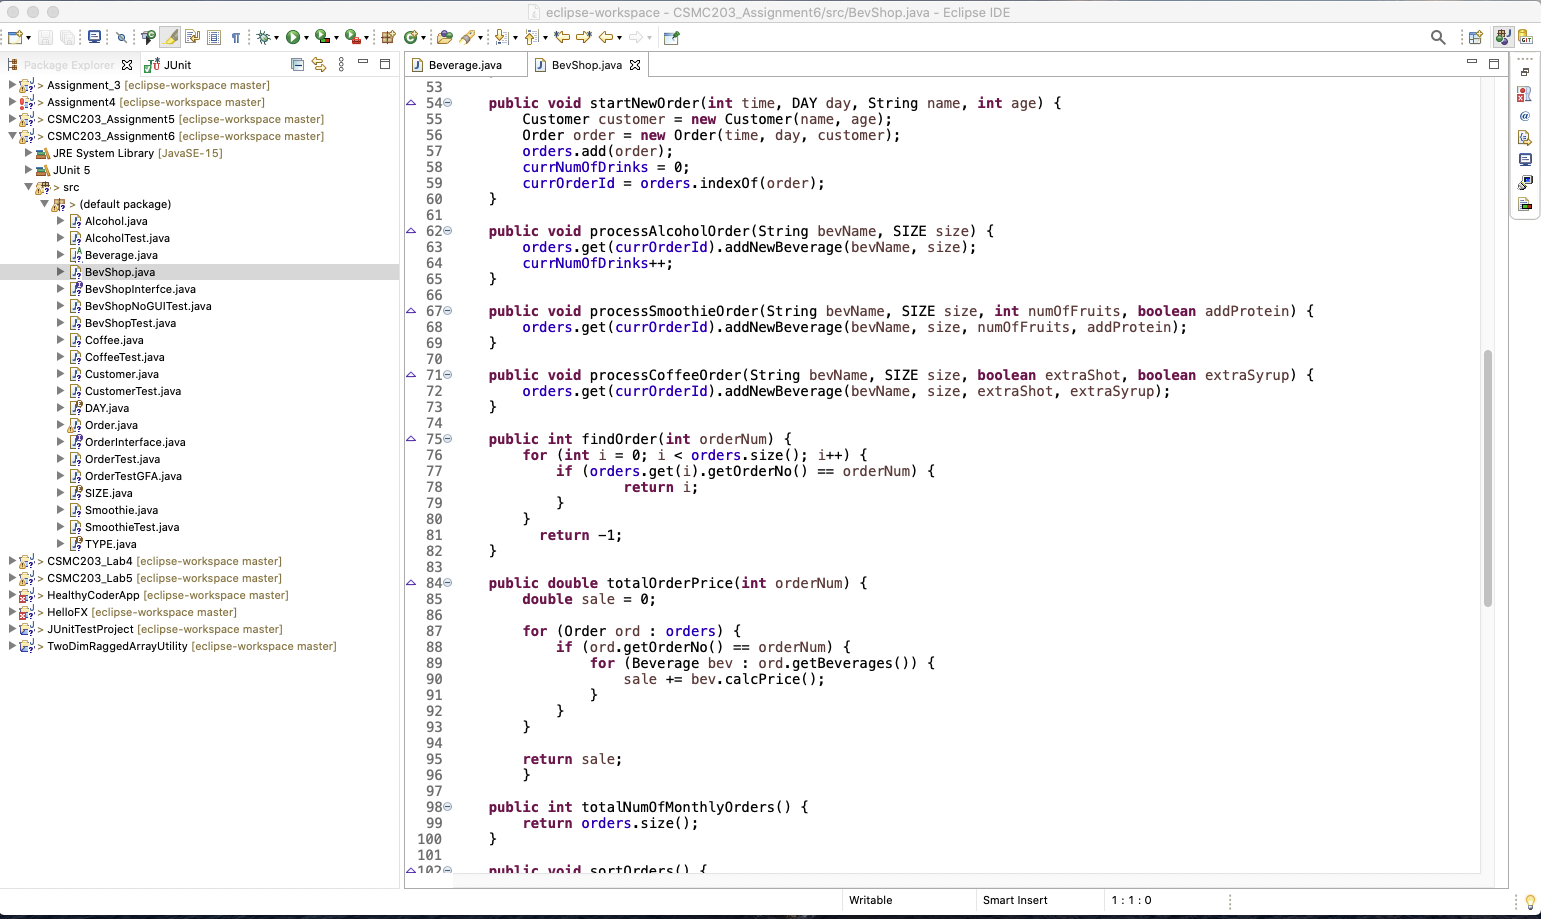 eclipse-workspace - CSMC203_Assignment6/src/BevShop.java - Eclipse IDE
Package Explorer
JUnit
> Assignment_3 [eclipse-workspace master]
> Assignment4 [eclipse-workspace master]
> CSMC203_Assignment5 [eclipse-workspace master]
> CSMC203_Assignment6 [eclipse-workspace master]
JRE System Library [JavaSE-15]
JUnit 5
> src
> (default package)
Alcohol.java
AlcoholTest.java
Beverage.java
BevShop.java
BevShopInterfce.java
BevShopNoGUITest.java
BevShopTest.java
Coffee.java
CoffeeTest.java
Customer.java
CustomerTest.java
DAY.java
Order.java
OrderInterface.java
OrderTest.java
OrderTestGFA.java
SIZE.java
Smoothie.java
SmoothieTest.java
TYPE.java
> CSMC203_Lab4 [eclipse-workspace master]
> CSMC203_Lab5 [eclipse-workspace master]
> HealthyCoderApp [eclipse-workspace master]
> HelloFX [eclipse-workspace master]
> JUnitTestProject [eclipse-workspace master]
> TwoDimRaggedArrayUtility [eclipse-workspace master]
Beverage.java
BevShop.java
53
54 public void startNewOrder(int time, DAY day, String name, int age) {
55 Customer customer = new Customer(name, age);
56 Order order = new Order(time, day, customer);
57 orders.add(order);
58 currNumOfDrinks = 0;
59 currOrderId = orders.indexOf(order);
60 }
61
62 public void processAlcoholOrder(String bevName, SIZE size) {
63 orders.get(currOrderId).addNewBeverage(bevName, size);
64 currNumOfDrinks++;
65 }
66
67 public void processSmoothieOrder(String bevName, SIZE size, int numOfFruits, boolean addProtein) {
68 orders.get(currOrderId).addNewBeverage(bevName, size, numOfFruits, addProtein);
69 }
70
71 public void processCoffeeOrder(String bevName, SIZE size, boolean extraShot, boolean extraSyrup) {
72 orders.get(currOrderId).addNewBeverage(bevName, size, extraShot, extraSyrup);
73 }
74
75 public int findOrder(int orderNum) {
76 for (int i = 0; i < orders.size(); i++) {
77 if (orders.get(i).getOrderNo() == orderNum) {
78 return i;
79 }
80 }
81 return -1;
82 }
83
84 public double totalOrderPrice(int orderNum) {
85 double sale = 0;
86
87 for (Order ord : orders) {
88 if (ord.getOrderNo() == orderNum) {
89 for (Beverage bev : ord.getBeverages()) {
90 sale += bev.calcPrice();
91 }
92 }
93 }
94
95 return sale;
96 }
97
98 public int totalNumOfMonthlyOrders() {
99 return orders.size();
100 }
101
102 public void sortOrders() {
Writable
Smart Insert
1 : 1 : 0